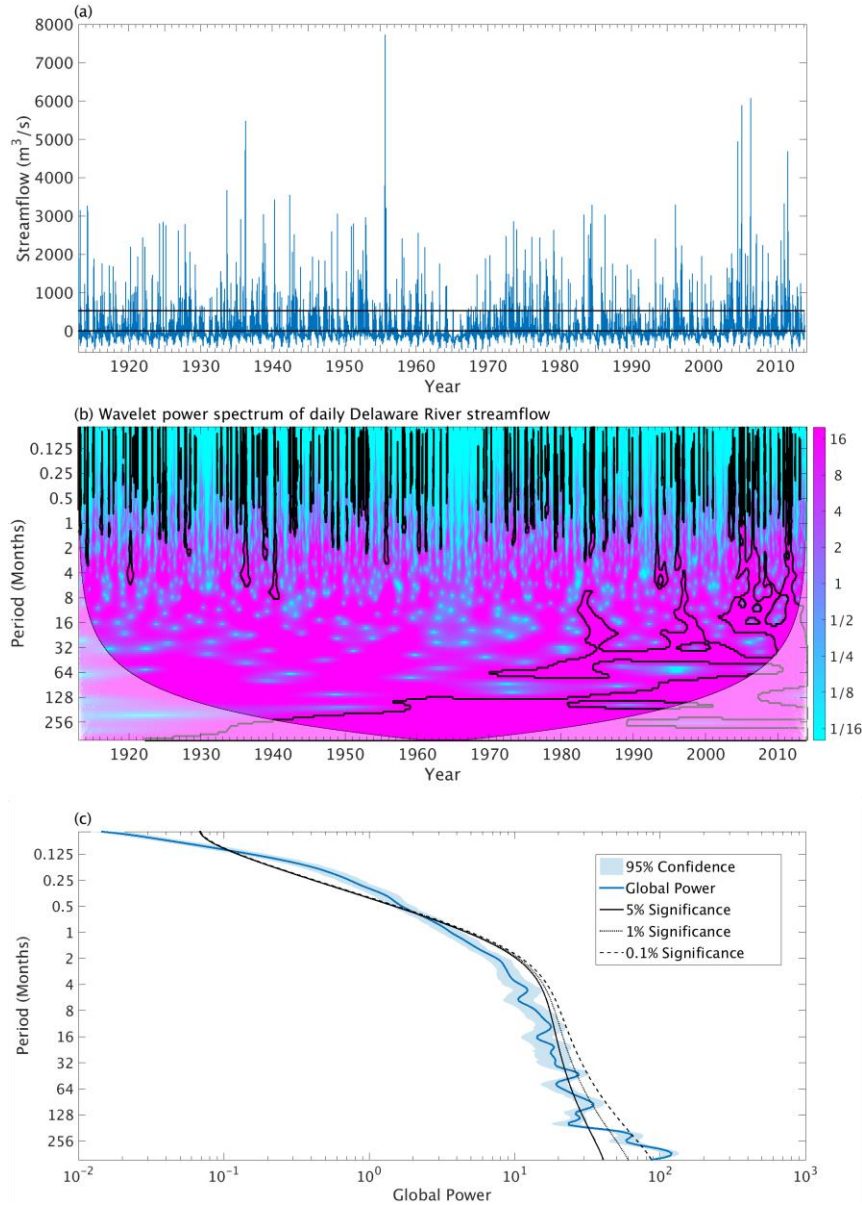 (a)
8000
7000
6000
5000
4000
3000
2000
1000
0
Streamflow (m³/s)
1920 1930 1940 1950 1960 1970 1980 1990 2000 2010
Year
(b) Wavelet power spectrum of daily Delaware River streamflow
0.125
0.25
0.5
1
2
4
8
16
32
64
128
256
Period (Months)
16
8
4
2
1
1/2
1/4
1/8
1/16
1920 1930 1940 1950 1960 1970 1980 1990 2000 2010
Year
(c)
0.125
0.25
0.5
1
2
4
8
16
32
64
128
256
Period (Months)
95% Confidence
Global Power
5% Significance
1% Significance
0.1% Significance
10⁻² 10⁻¹ 10⁰ 10¹ 10² 10³
Global Power